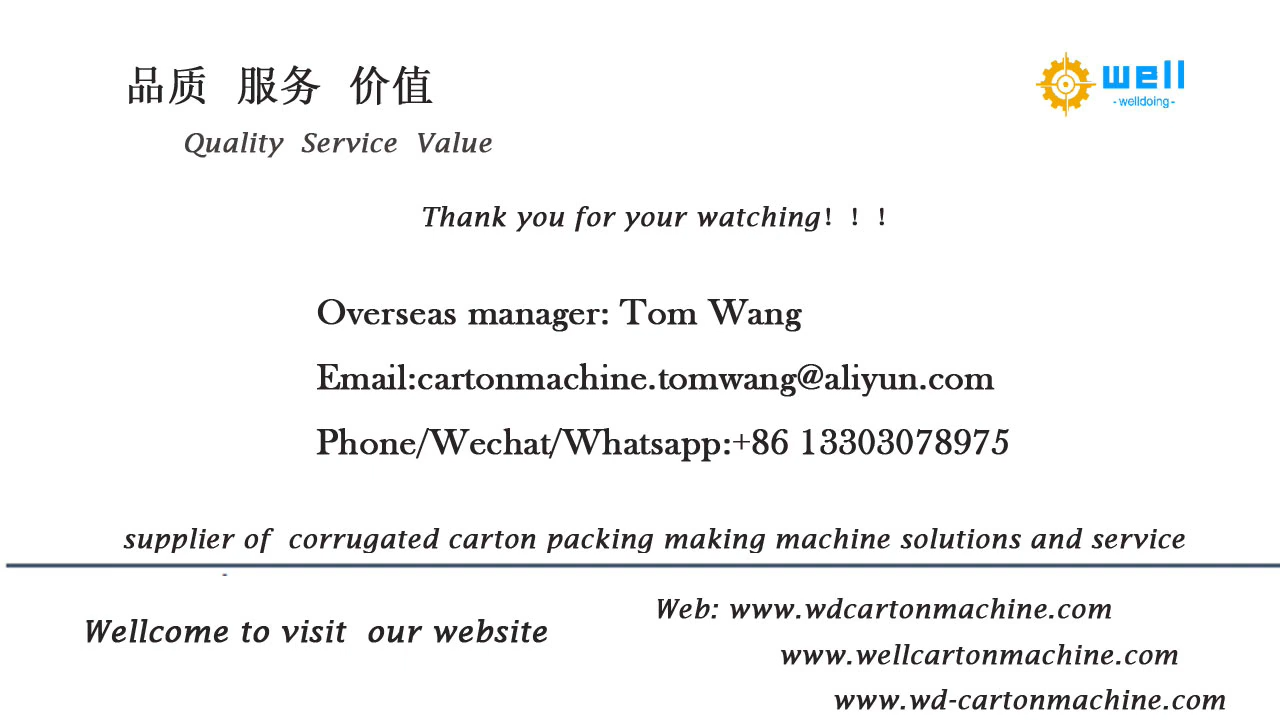 品质 服务 价值
Quality Service Value
well
-welldoing-
Thank you for your watching！！！
Overseas manager: Tom Wang
Email:cartonmachine.tomwang@aliyun.com
Phone/Wechat/Whatsapp:+86 13303078975
supplier of corrugated carton packing making machine solutions and service
Wellcome to visit our website
Web: www.wdcartonmachine.com
www.wellcartonmachine.com
www.wd-cartonmachine.com